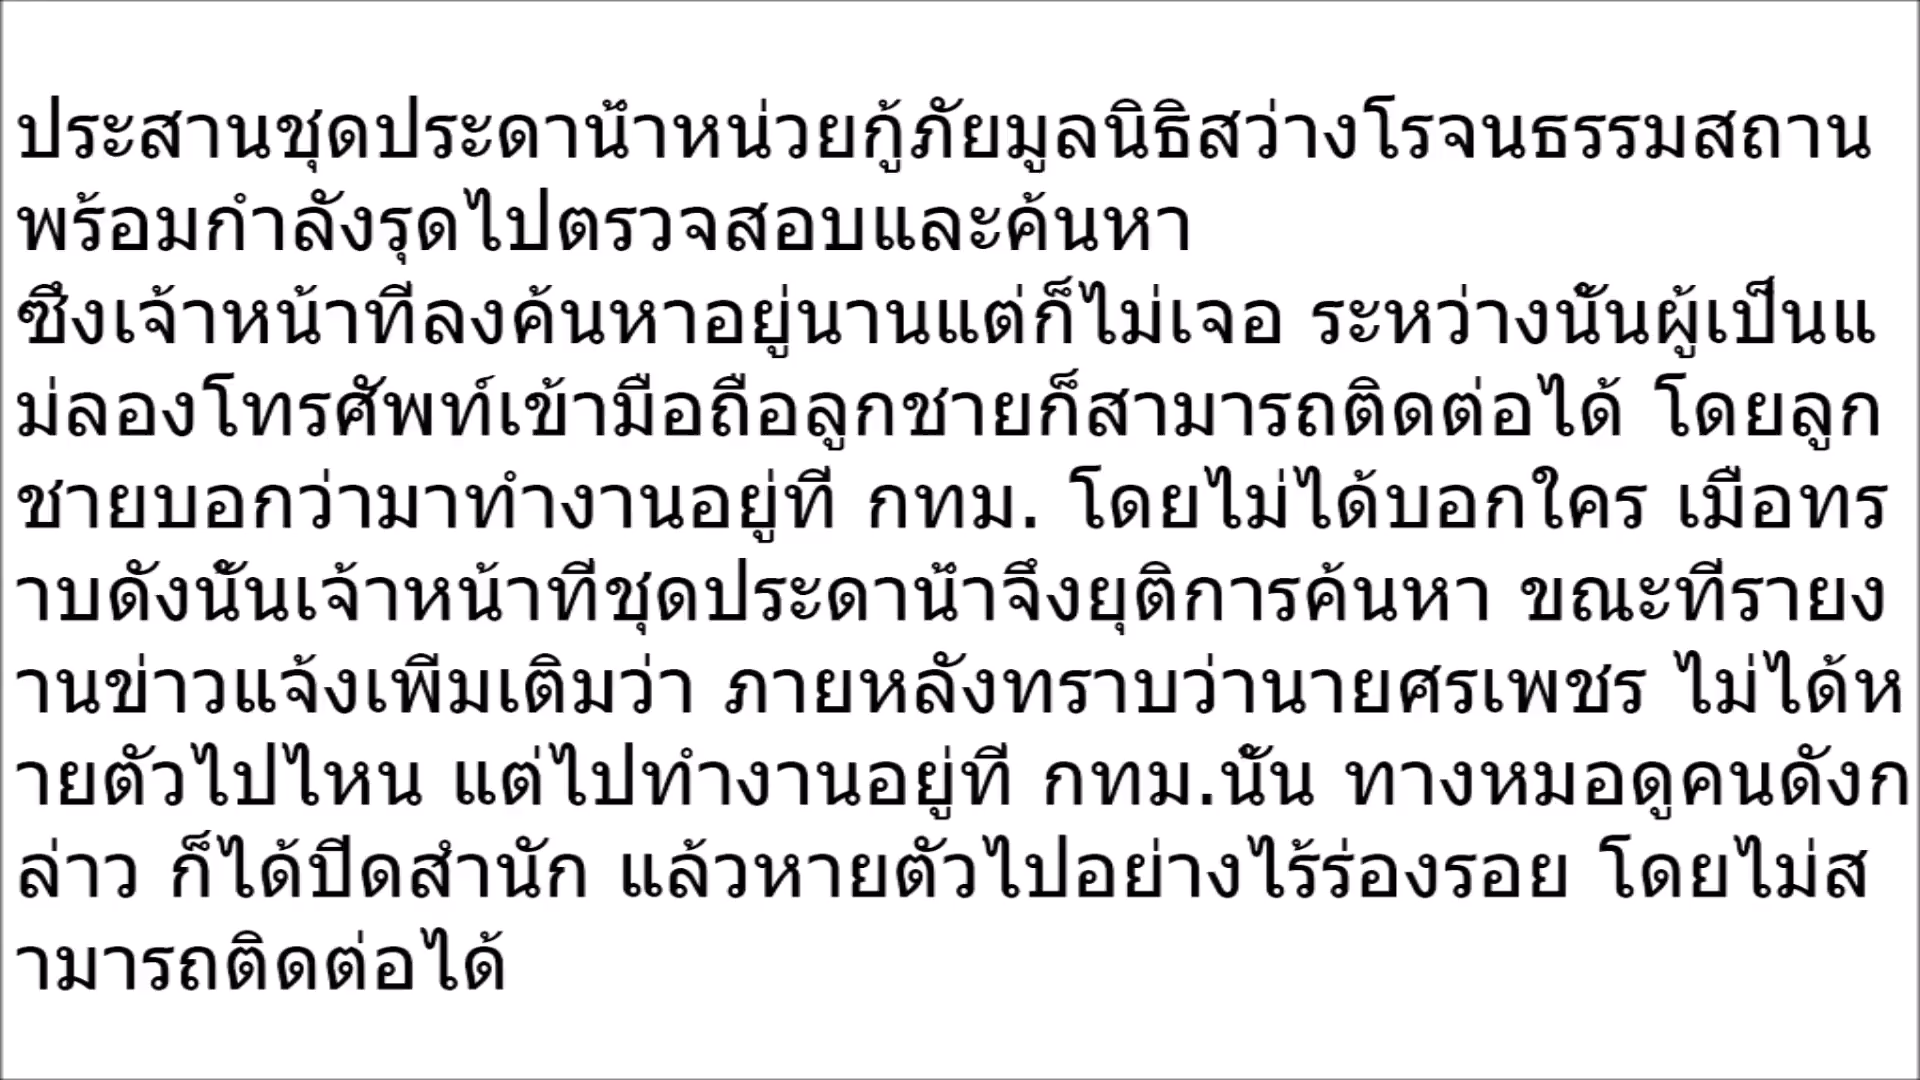 ประสานชุดประดาน้ำหน่วยกู้ภัยมูลนิธิสว่างโรจนธรรมสถาน
พร้อมกำลังรุดไปตรวจสอบและค้นหา
ซึ่งเจ้าหน้าที่ลงค้นหาอยู่นานแต่ก็ไม่เจอ ระหว่างนั้นผู้เป็นแ
ม่ลองโทรศัพท์เข้ามือถือลูกชายก็สามารถติดต่อได้ โดยลูก
ชายบอกว่ามาทำงานอยู่ที่ กทม. โดยไม่ได้บอกใคร เมื่อทร
าบดังนั้นเจ้าหน้าที่ชุดประดาน้ำจึงยุติการค้นหา ขณะที่รายง
านข่าวแจ้งเพิ่มเติมว่า ภายหลังทราบว่านายศรเพชร ไม่ได้ห
ายตัวไปไหน แต่ไปทำงานอยู่ที่ กทม.นั้น ทางหมอดูคนดังก
ล่าว ก็ได้ปิดสำนัก แล้วหายตัวไปอย่างไร้ร่องรอย โดยไม่ส
ามารถติดต่อได้